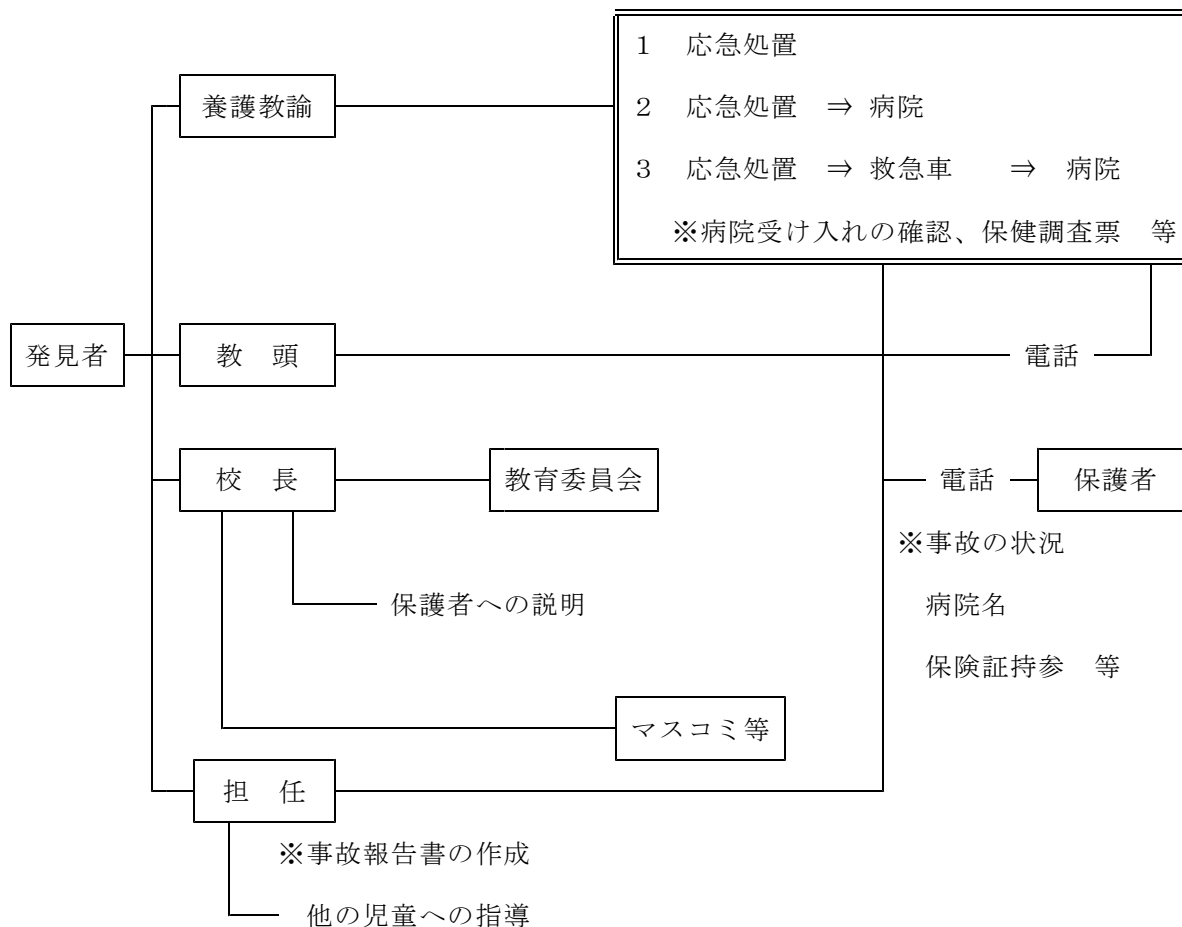 1　応急処置
2　応急処置　⇒ 病院
3　応急処置　⇒ 救急車　⇒　病院
※病院受け入れの確認、保健調査票　等
養護教諭
発見者
教　頭
電話
校　長
教育委員会
電話
保護者
※事故の状況
病院名
保険証持参　等
保護者への説明
マスコミ等
担　任
※事故報告書の作成
他の児童への指導